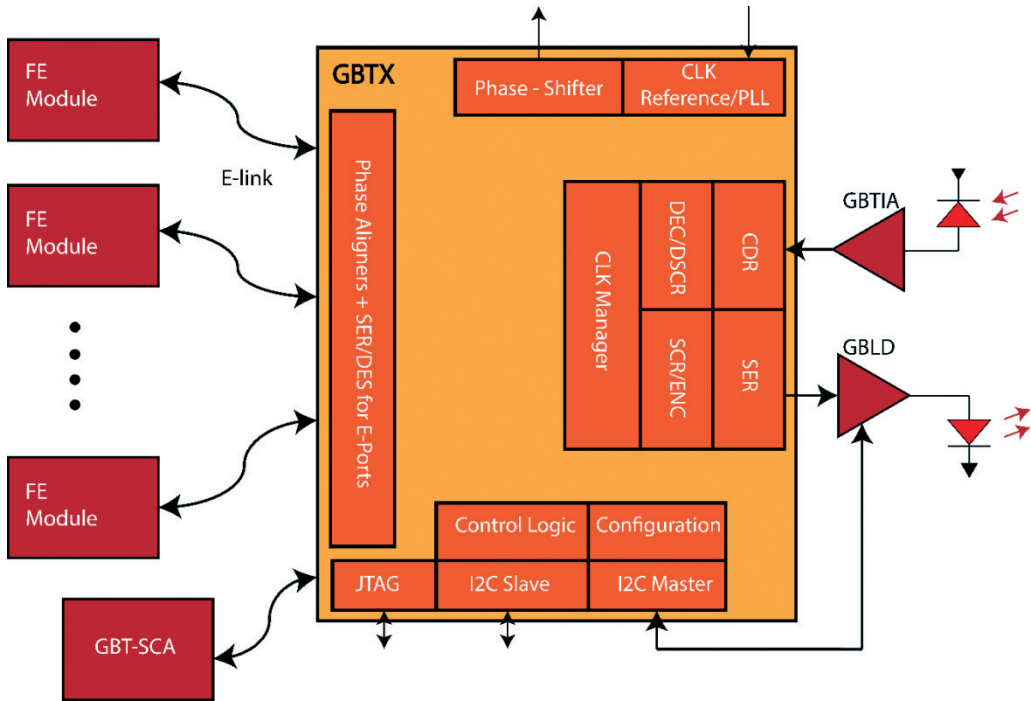 FE
Module
GBTX
Phase - Shifter
CLK
Reference/PLL
E-link
FE
Module
Phase Aligners + SER/DES for E-Ports
CLK Manager
DEC/DSCR
CDR
SCR/ENC
SER
GBTIA
GBLD
FE
Module
Control Logic
Configuration
JTAG
I2C Slave
I2C Master
GBT-SCA